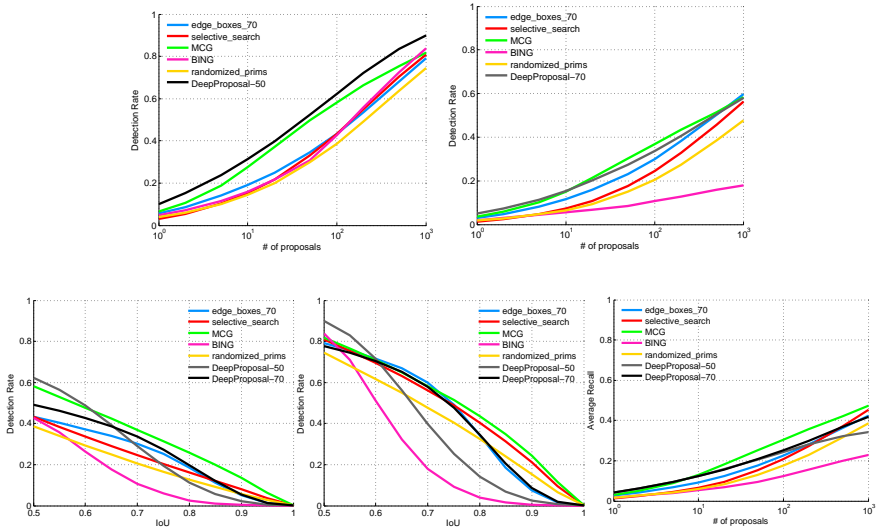 1
0.8
0.6
0.4
0.2
0
10^0
10^1
10^2
10^3
Detection Rate
# of proposals
edge_boxes_70
selective_search
MCG
BING
randomized_prims
DeepProposal-50
1
0.8
0.6
0.4
0.2
0
10^0
10^1
10^2
10^3
Detection Rate
# of proposals
edge_boxes_70
selective_search
MCG
BING
randomized_prims
DeepProposal-70
1
0.8
0.6
0.4
0.2
0
0.5
0.6
0.7
0.8
0.9
1
Detection Rate
IoU
edge_boxes_70
selective_search
MCG
BING
randomized_prims
DeepProposal-50
DeepProposal-70
1
0.8
0.6
0.4
0.2
0
0.5
0.6
0.7
0.8
0.9
1
Detection Rate
IoU
edge_boxes_70
selective_search
MCG
BING
randomized_prims
DeepProposal-50
DeepProposal-70
1
0.8
0.6
0.4
0.2
0
10^0
10^1
10^2
10^3
Average Recall
# of proposals
edge_boxes_70
selective_search
MCG
BING
randomized_prims
DeepProposal-50
DeepProposal-70